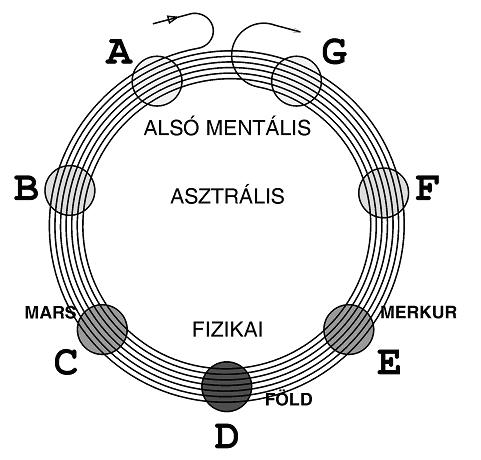 A
G
ALSÓ MENTÁLIS
B
ASZTRÁLIS
F
MARS
MERKUR
FIZIKAI
C
E
FÖLD
D